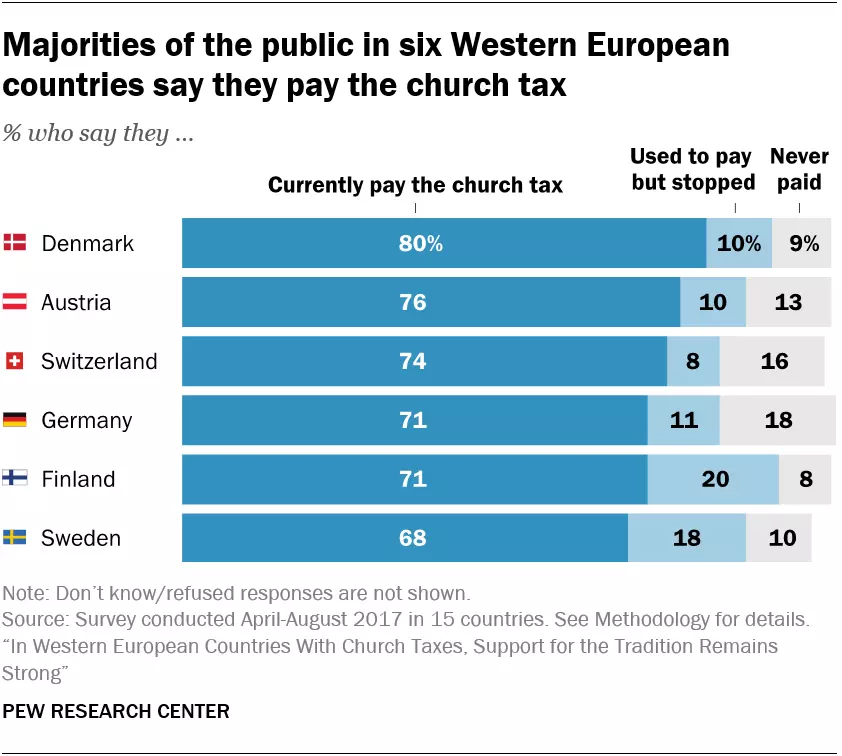 Majorities of the public in six Western European
countries say they pay the church tax
% who say they ...
Currently pay the church tax
Used to pay
but stopped
Never
paid
Denmark 80% 10% 9%
Austria 76 10 13
Switzerland 74 8 16
Germany 71 11 18
Finland 71 20 8
Sweden 68 18 10
Note: Don’t know/refused responses are not shown.
Source: Survey conducted April-August 2017 in 15 countries. See Methodology for details.
“In Western European Countries With Church Taxes, Support for the Tradition Remains
Strong”
PEW RESEARCH CENTER